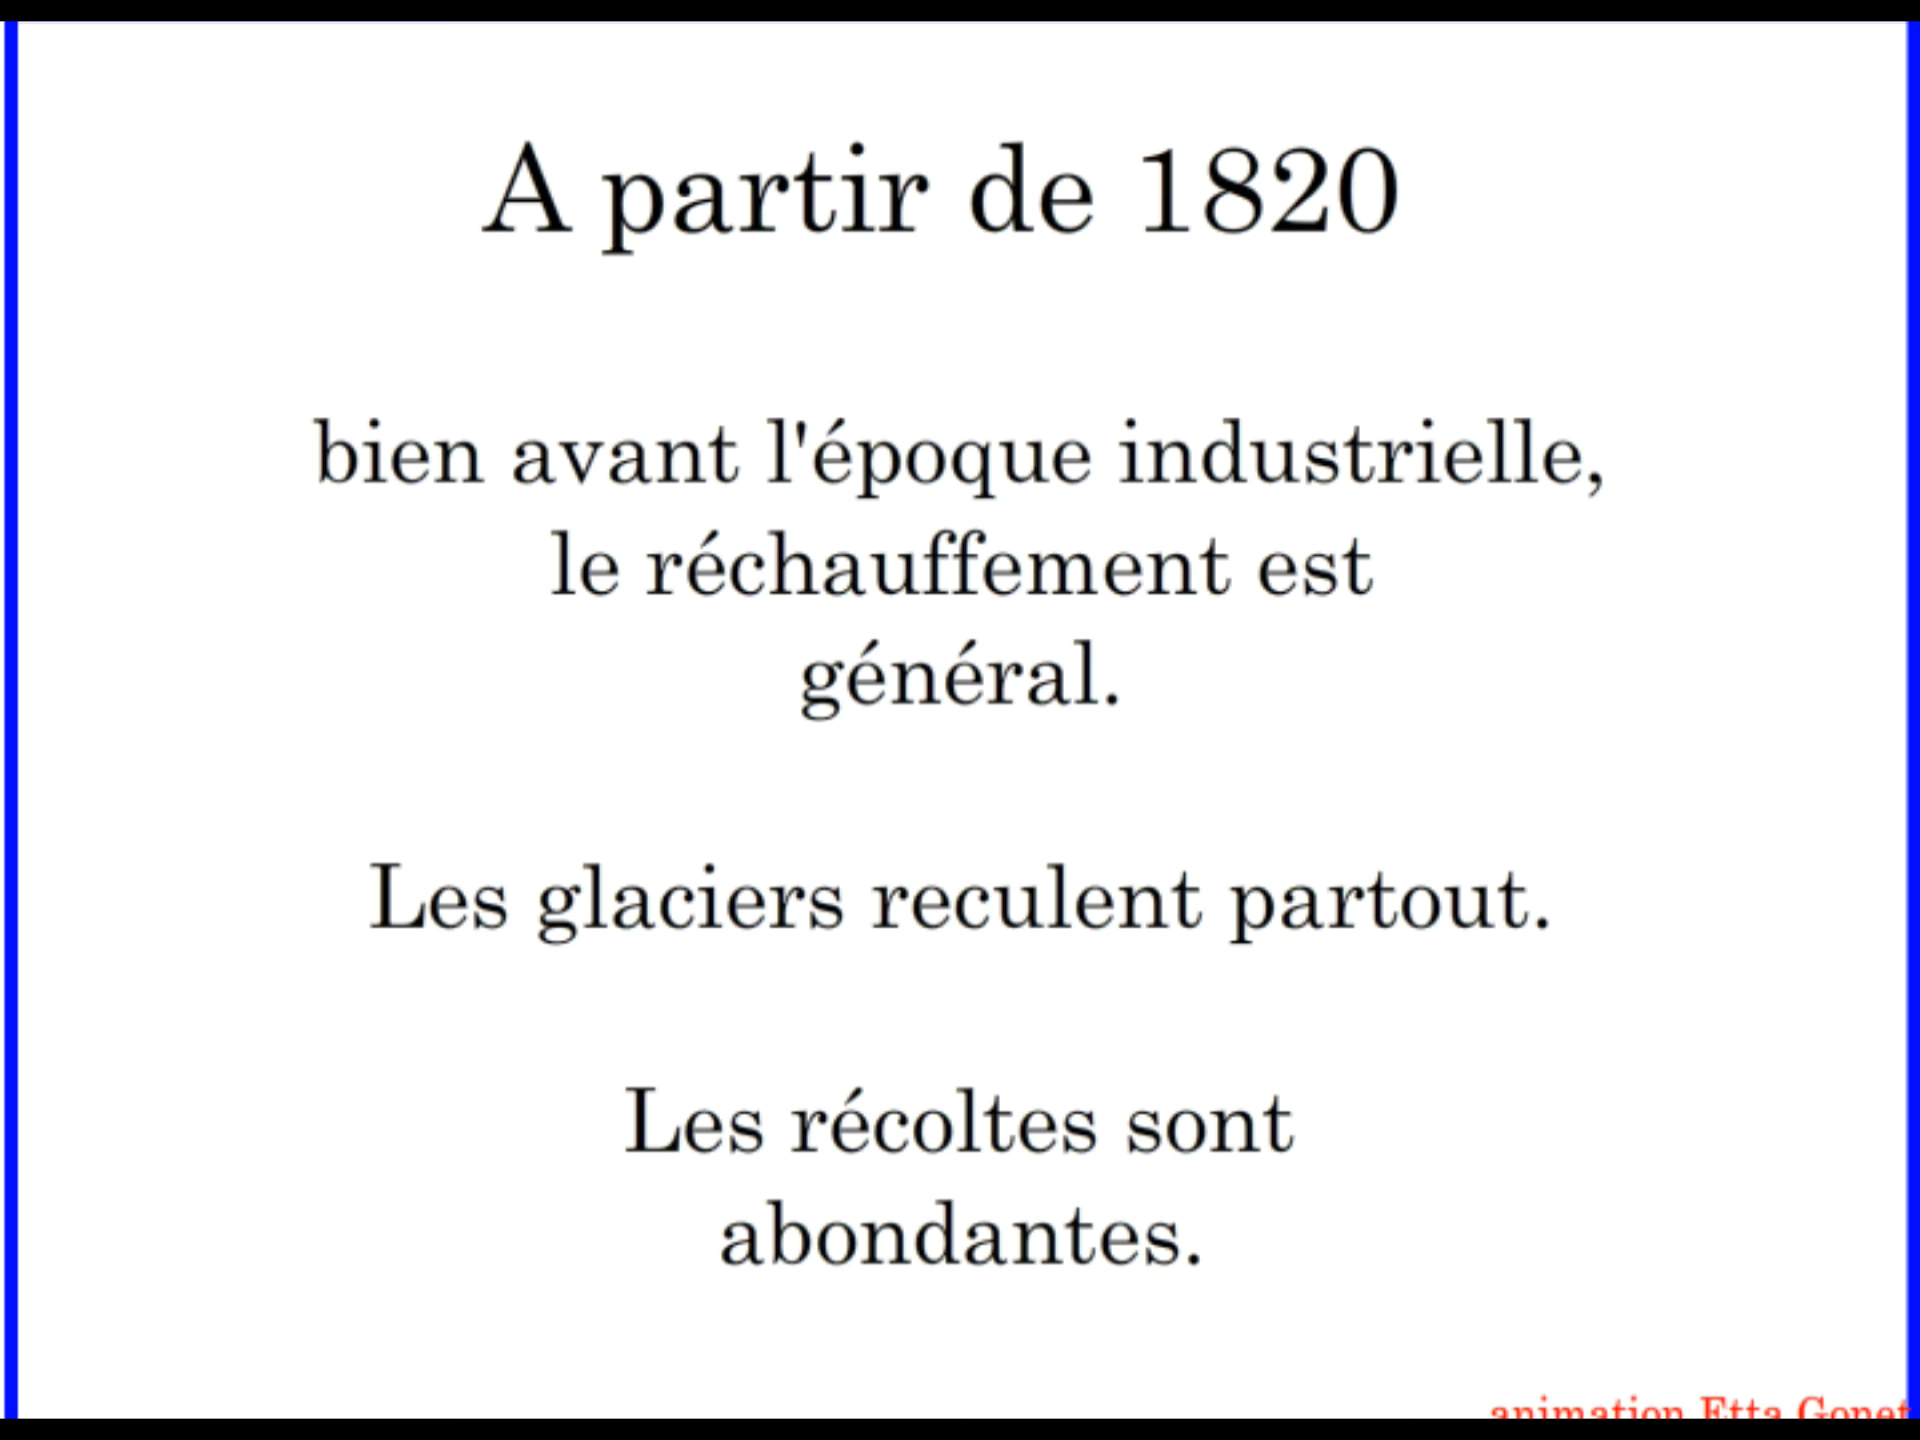 A partir de 1820
bien avant l'époque industrielle,
le réchauffement est
général.
Les glaciers reculent partout.
Les récoltes sont
abondantes.
animation Etta Gonet